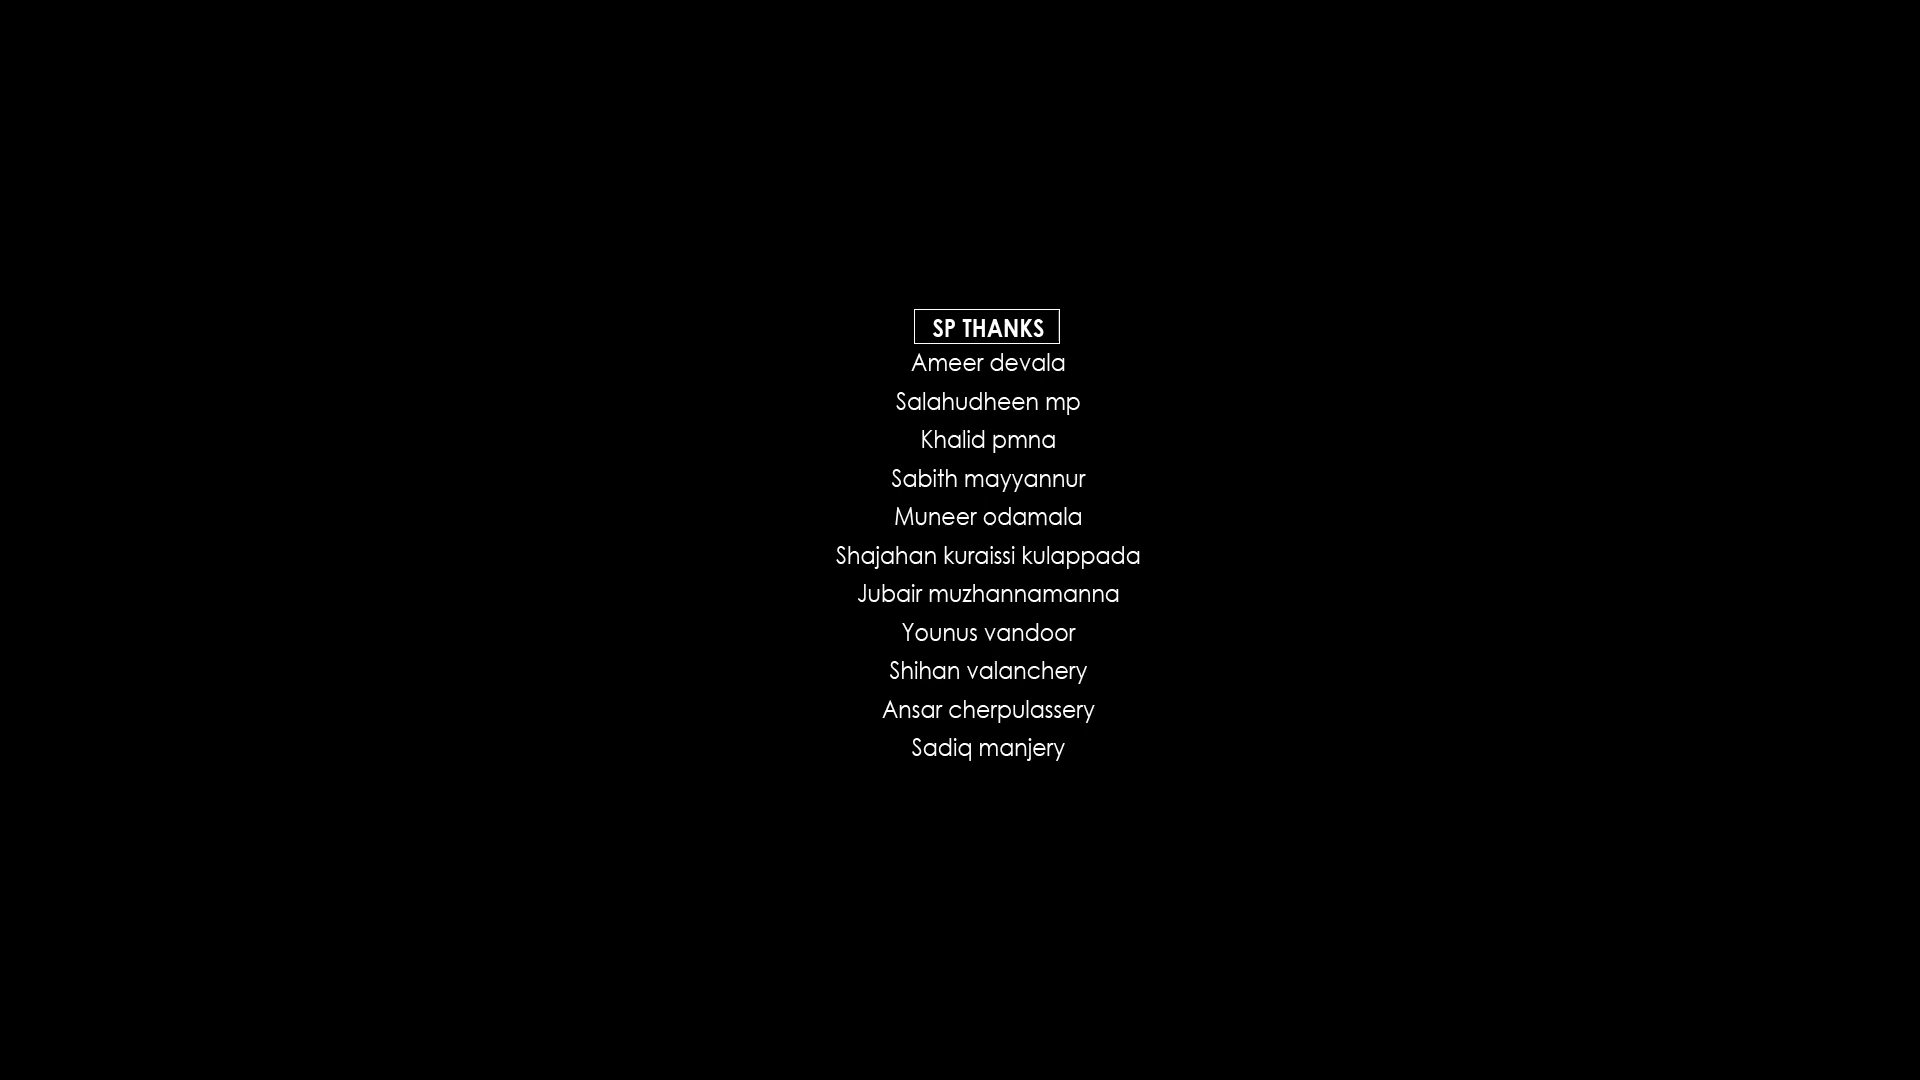 SP THANKS
Ameer devala
Salahudheen mp
Khalid pmna
Sabith mayyannur
Muneer odamala
Shajahan kuraissi kulappada
Jubair muzhannamanna
Younus vandoor
Shihan valanchery
Ansar cherpulassery
Sadiq manjery